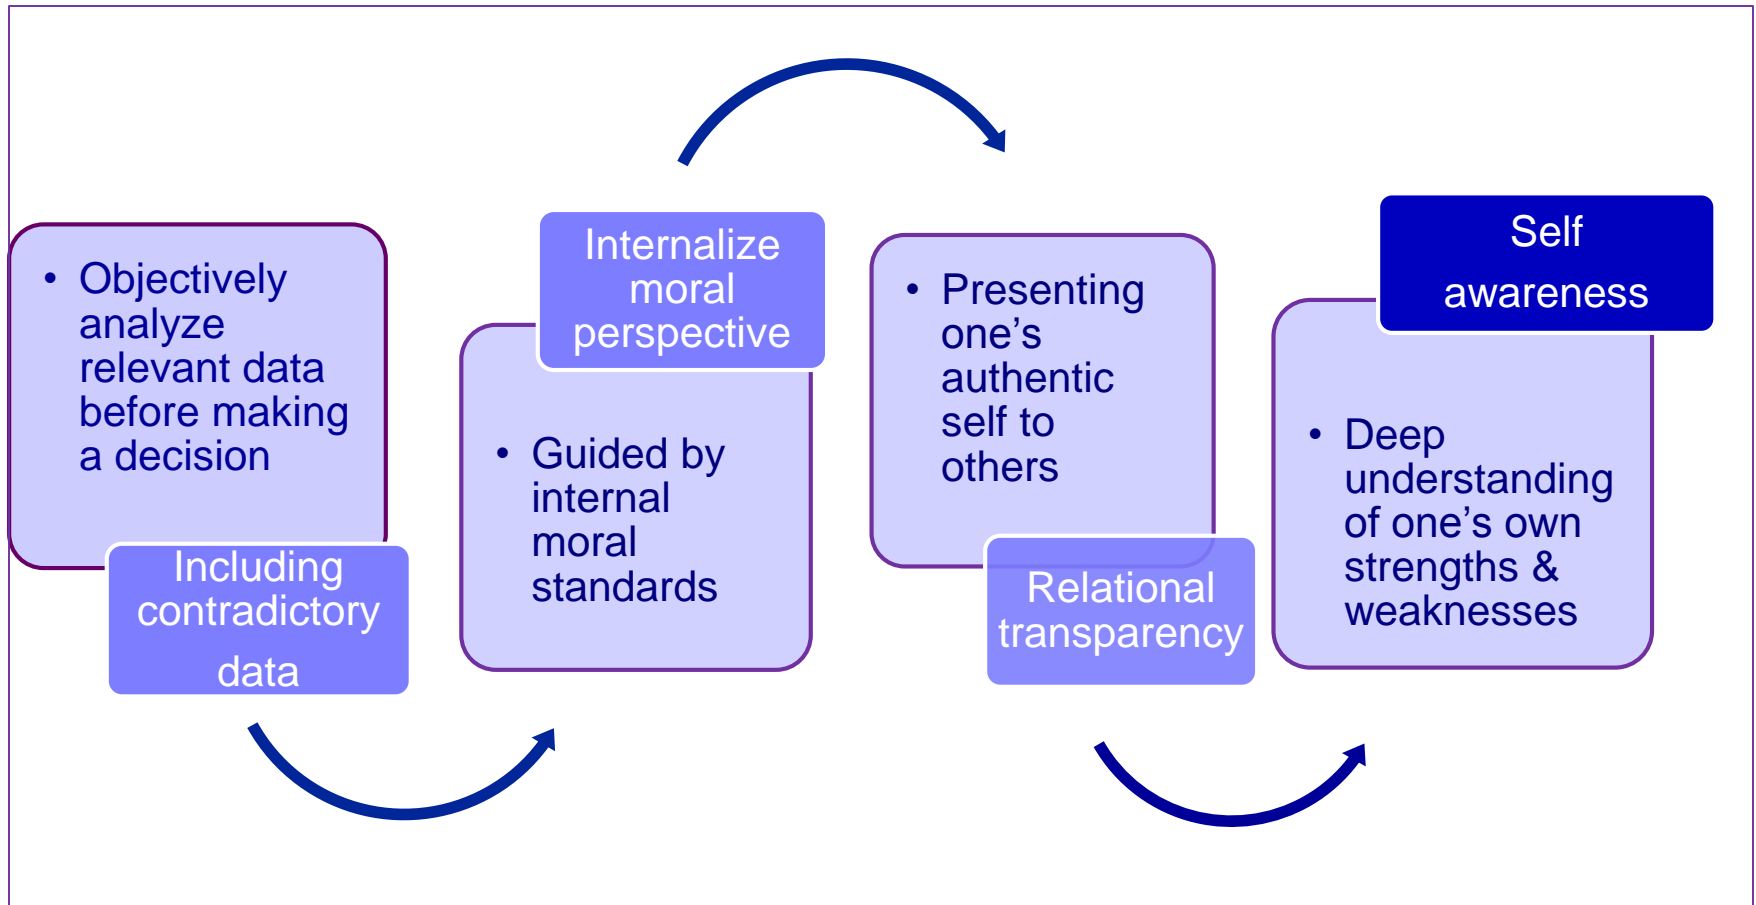 • Objectively
analyze
relevant data
before making
a decision
Including
contradictory
data
Internalize
moral
perspective
• Guided by
internal
moral
standards
• Presenting
one’s
authentic
self to
others
Relational
transparency
Self
awareness
• Deep
understanding
of one’s own
strengths &
weaknesses